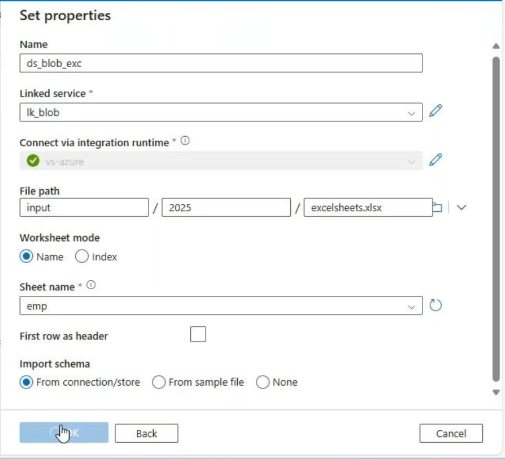 Set properties
Name
ds_blob_exc
Linked service *
lk_blob
Connect via integration runtime *
vs-azure
File path
input / 2025 / excelsheets.xlsx
Worksheet mode
Name Index
Sheet name *
emp
First row as header
Import schema
From connection/store From sample file None
Back Cancel